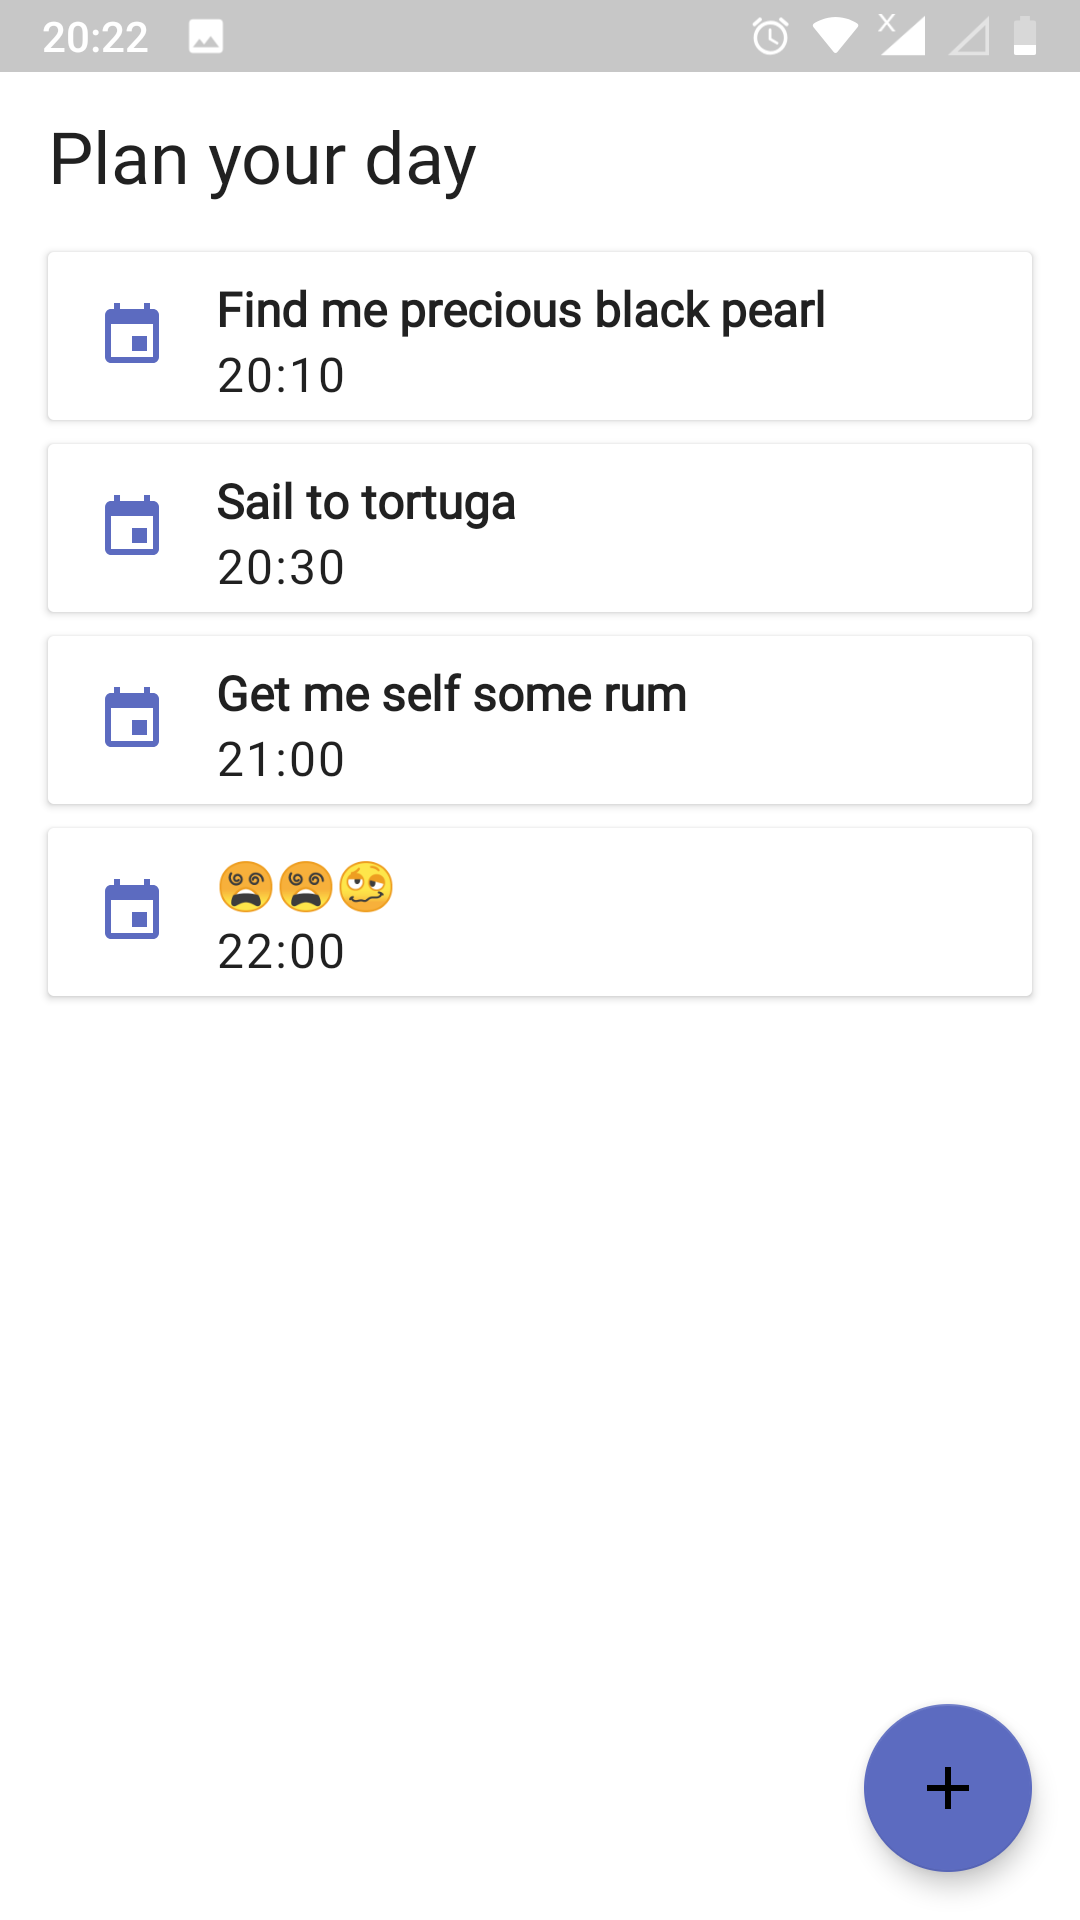 20:22
Plan your day
Find me precious black pearl
20:10
Sail to tortuga
20:30
Get me self some rum
21:00
😵😵🥴
22:00